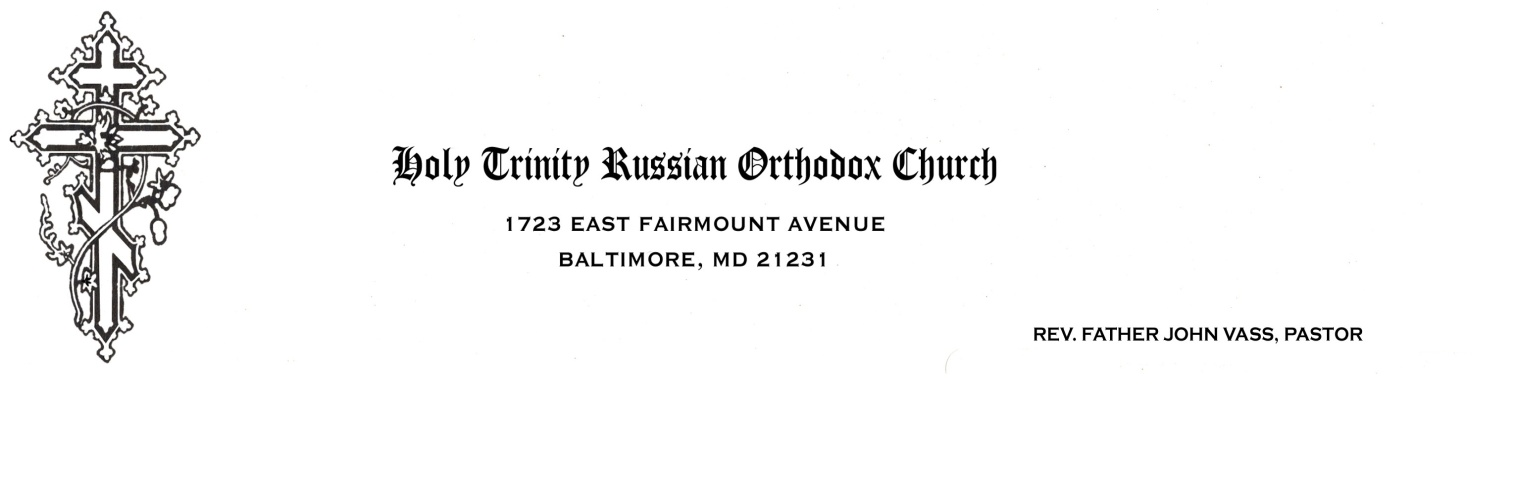 Holy Trinity Russian Orthodox Church
1723 EAST FAIRMOUNT AVENUE
BALTIMORE, MD 21231
REV. FATHER JOHN VASS, PASTOR